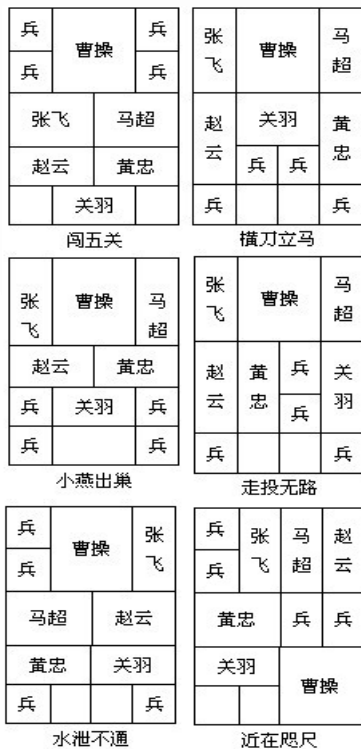 兵 曹操 兵
兵 兵
张飞 马超
赵云 黄忠
关羽
闯五关
张飞 曹操 马超
赵云 关羽 黄忠
兵 兵
兵 兵
横刀立马
张飞 曹操 马超
赵云 黄忠
兵 关羽 兵
兵 兵
小燕出巢
张飞 曹操 马超
赵云 黄忠 兵 关羽
兵
兵 兵
走投无路
兵 曹操 张飞
兵
马超 赵云
黄忠 关羽
兵 兵
水泄不通
兵 张飞 马超 赵云
兵
黄忠 兵 兵
关羽 曹操
近在咫尺